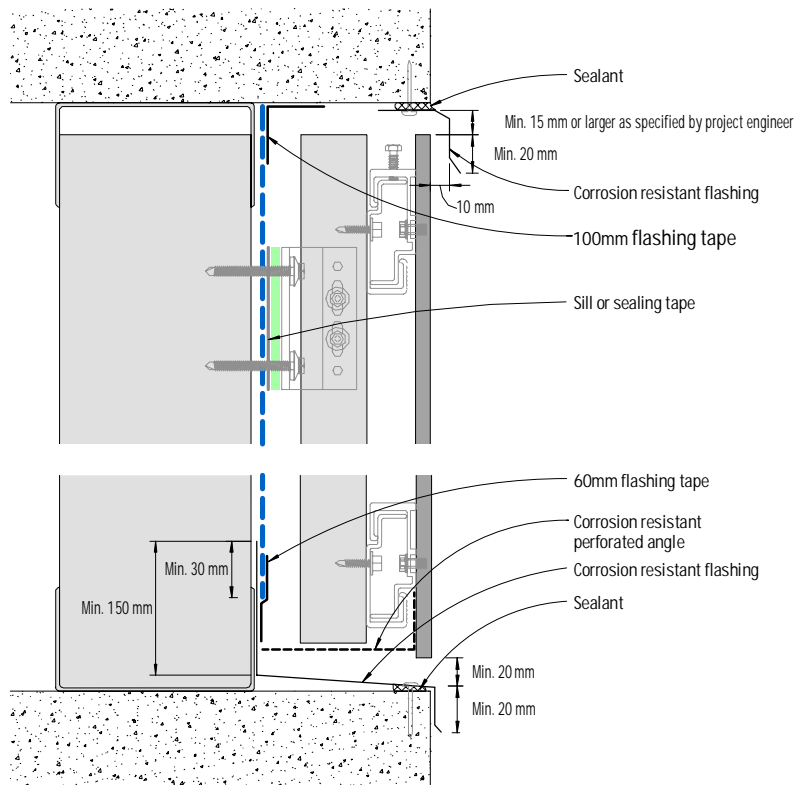 Sealant
Min. 15 mm or larger as specified by project engineer
Min. 20 mm
Corrosion resistant flashing
10 mm
100mm flashing tape
Sill or sealing tape
60mm flashing tape
Corrosion resistant
perforated angle
Min. 30 mm
Corrosion resistant flashing
Min. 150 mm
Sealant
Min. 20 mm
Min. 20 mm